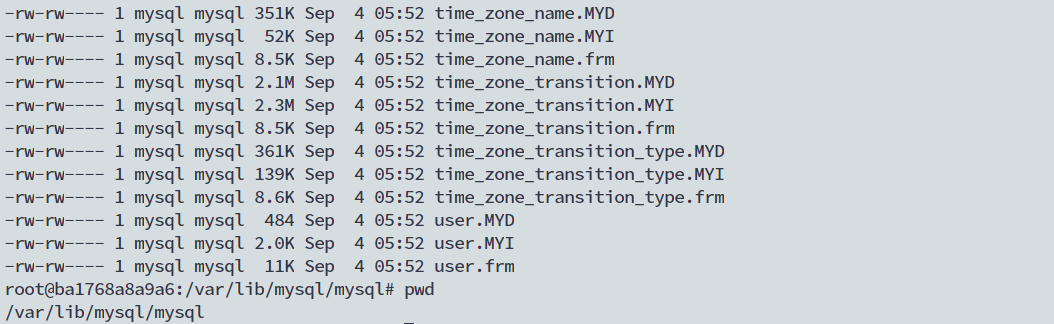 -rw-rw---- 1 mysql mysql 351K Sep  4 05:52 time_zone_name.MYD
-rw-rw---- 1 mysql mysql  52K Sep  4 05:52 time_zone_name.MYI
-rw-rw---- 1 mysql mysql 8.5K Sep  4 05:52 time_zone_name.frm
-rw-rw---- 1 mysql mysql 2.1M Sep  4 05:52 time_zone_transition.MYD
-rw-rw---- 1 mysql mysql 2.3M Sep  4 05:52 time_zone_transition.MYI
-rw-rw---- 1 mysql mysql 8.5K Sep  4 05:52 time_zone_transition.frm
-rw-rw---- 1 mysql mysql 361K Sep  4 05:52 time_zone_transition_type.MYD
-rw-rw---- 1 mysql mysql 139K Sep  4 05:52 time_zone_transition_type.MYI
-rw-rw---- 1 mysql mysql 8.6K Sep  4 05:52 time_zone_transition_type.frm
-rw-rw---- 1 mysql mysql  484 Sep  4 05:52 user.MYD
-rw-rw---- 1 mysql mysql 2.0K Sep  4 05:52 user.MYI
-rw-rw---- 1 mysql mysql  11K Sep  4 05:52 user.frm
root@ba1768a8a9a6:/var/lib/mysql/mysql# pwd
/var/lib/mysql/mysql